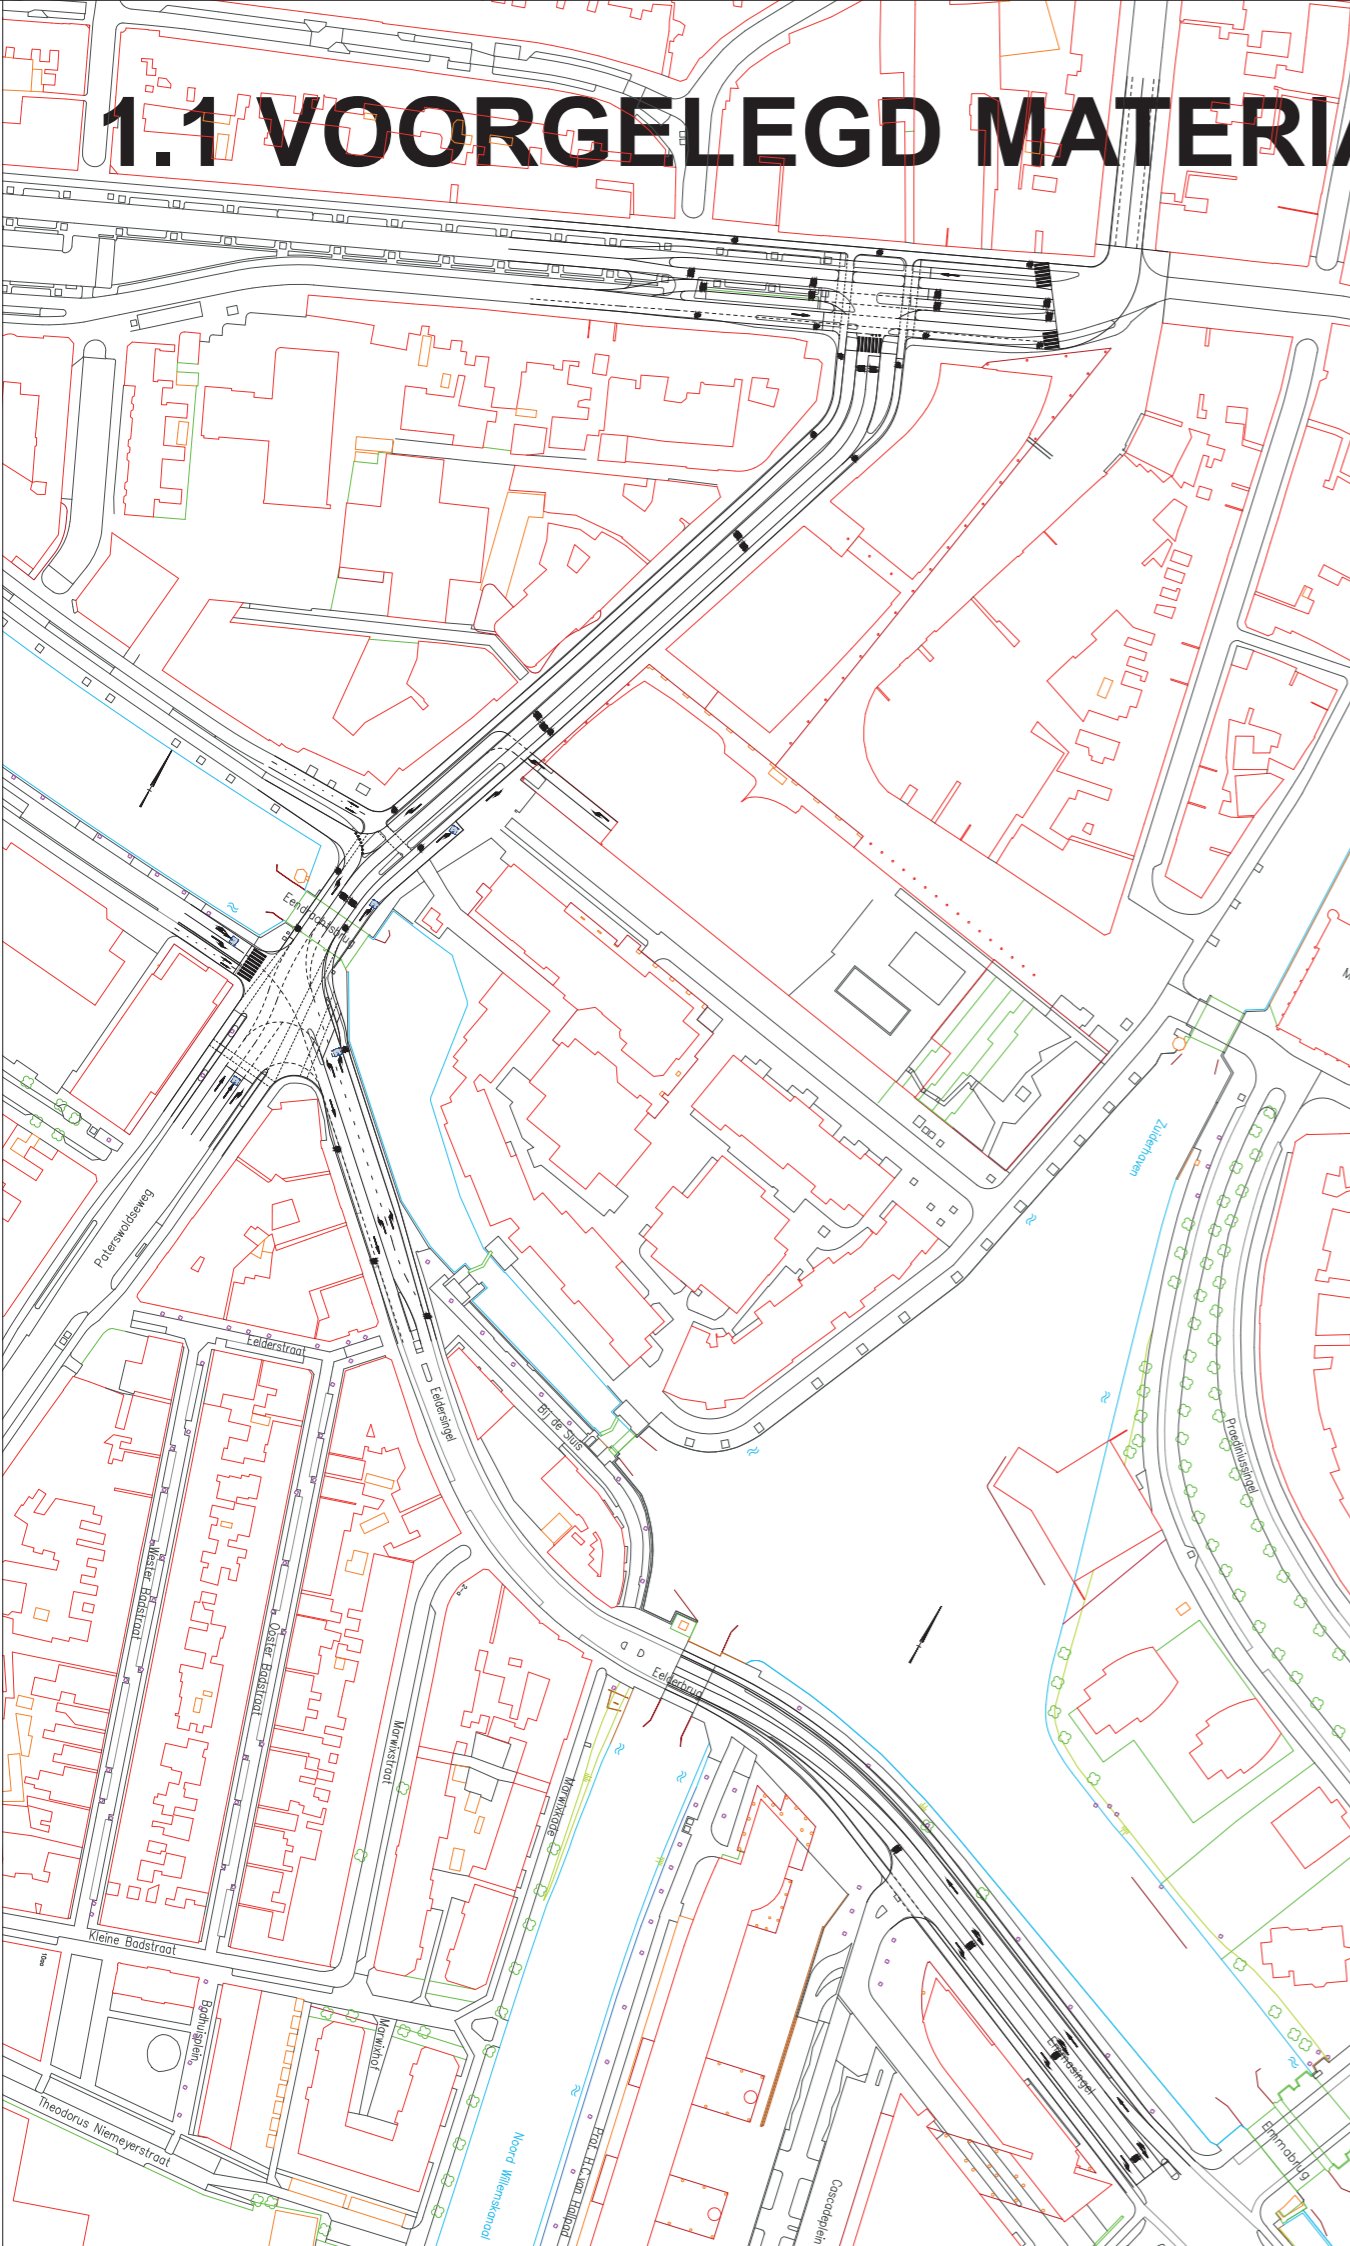 1.1 VOORGELEGD MATERIA
Eendrachtsbrug
Zuiderhaven
Paterswoldseweg
Eelderstraat
Eeldersingel
Bij de Sluis
Praediniussingel
Wester Badstraat
Ooster Badstraat
Eelderbrug
Marwixstraat
Marwixkade
Kleine Badstraat
Badhuisplein
Marwixhof
Emmasingel
Theodorus Niemeyerstraat
Noord Willemskanaal
Prof. H.C. van Hallpad
Cascadeplein
Emmabrug